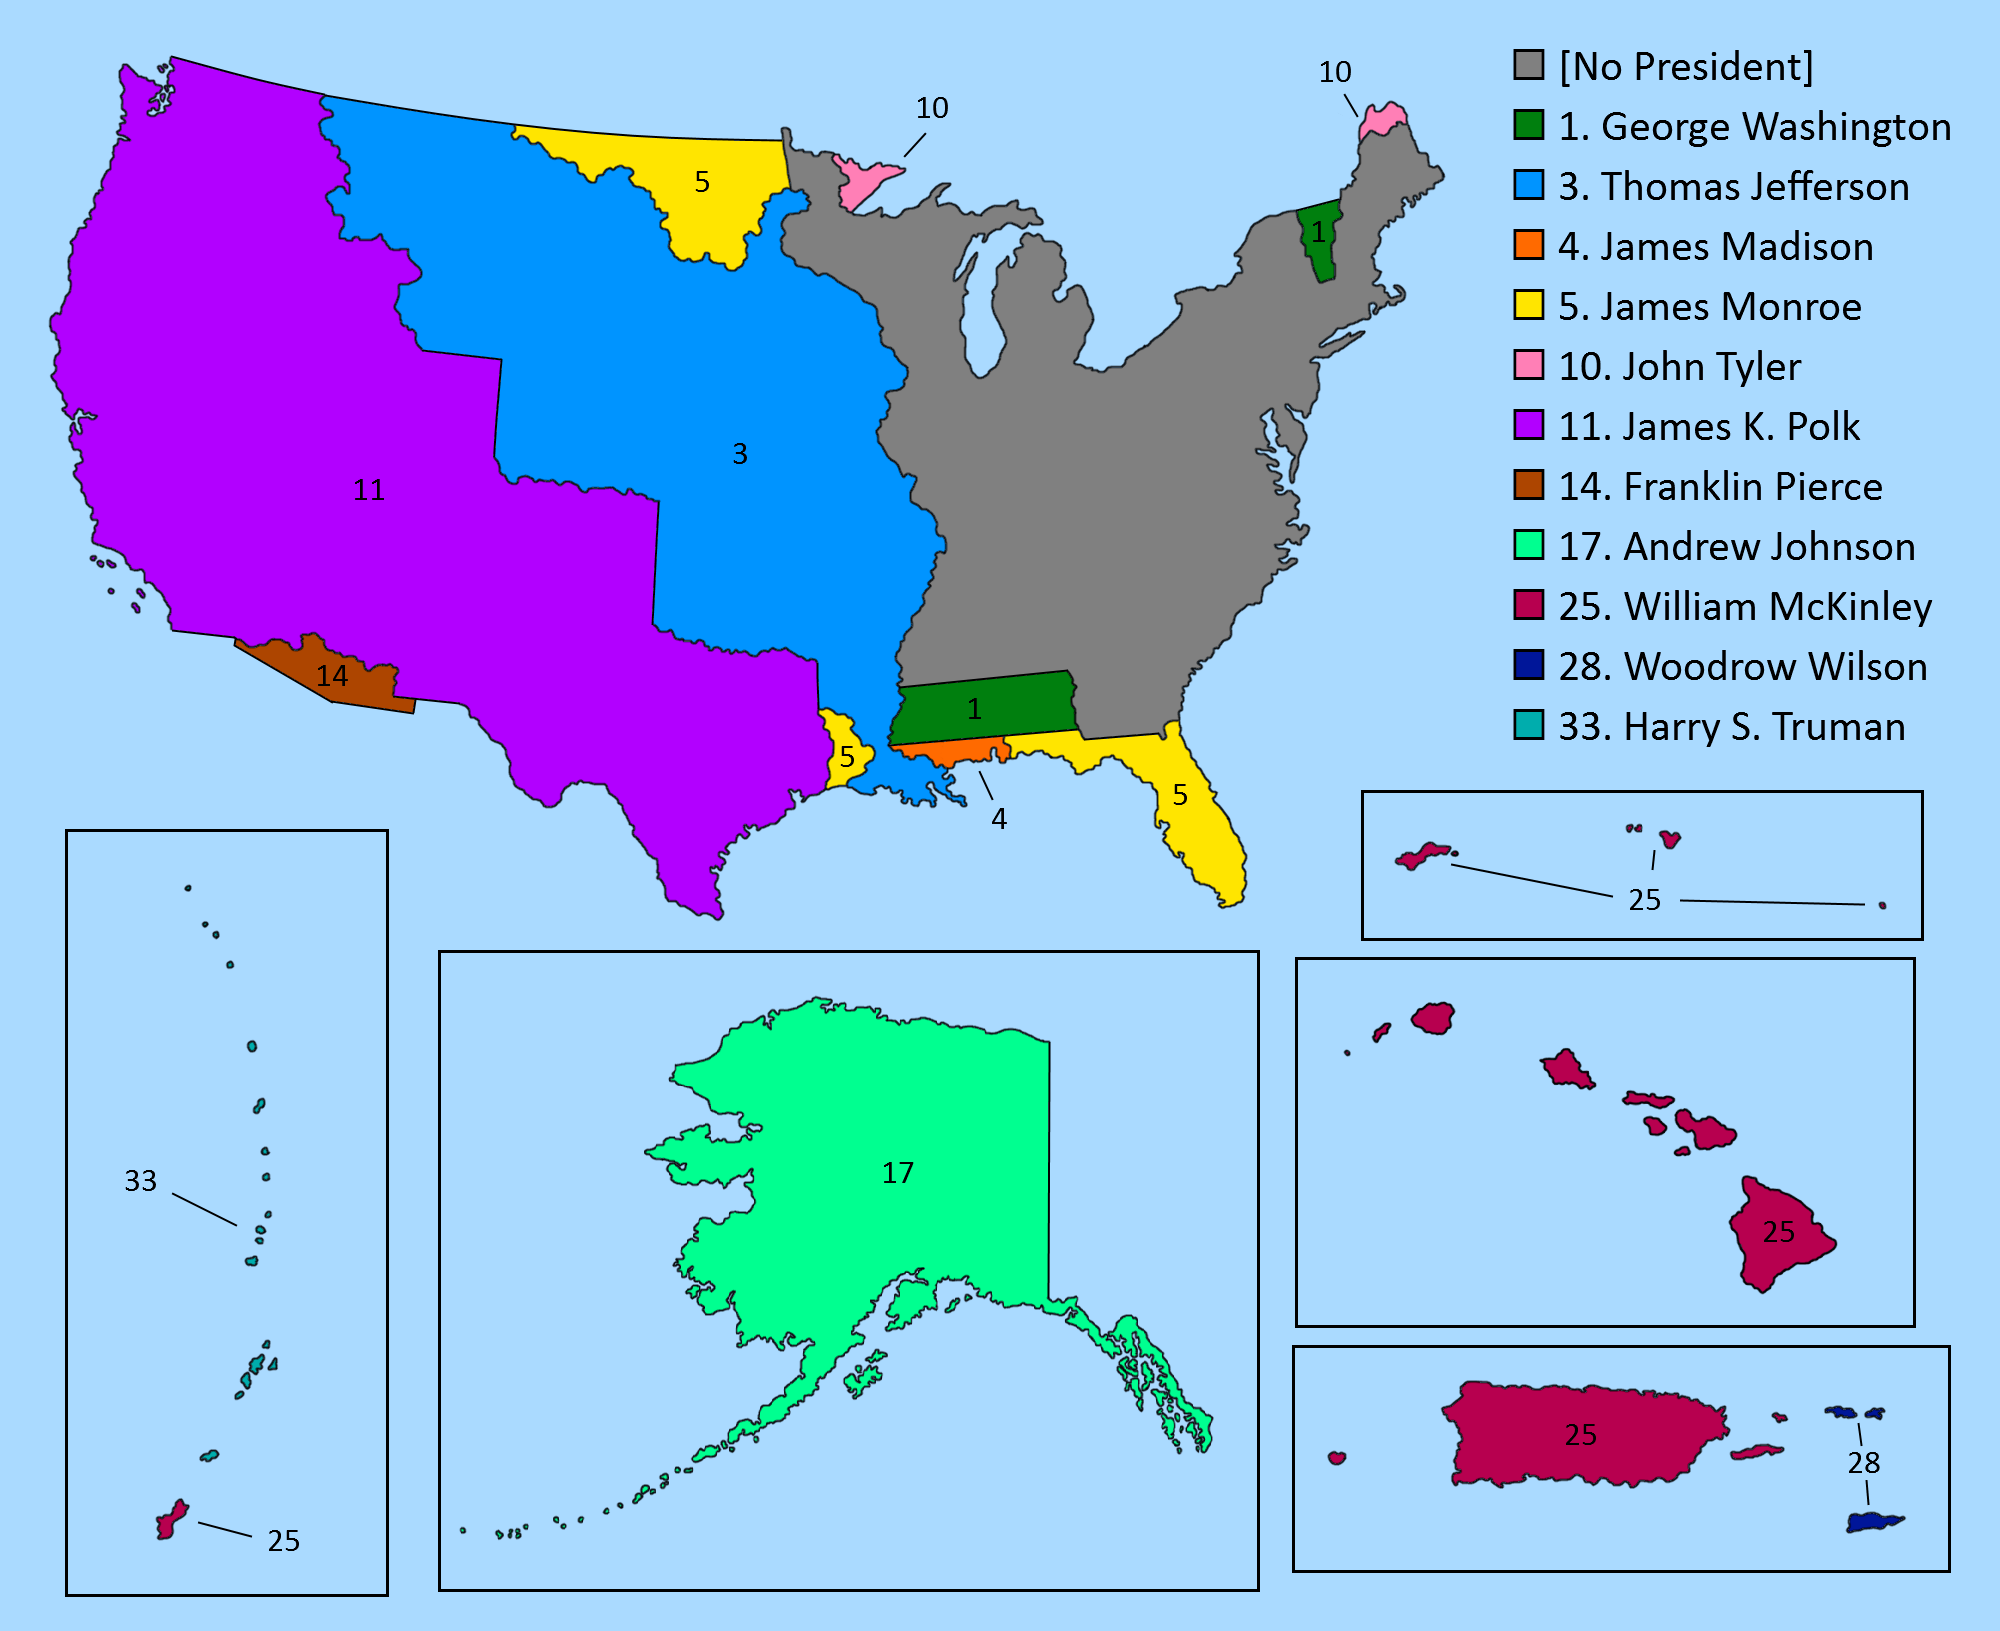 10
10
[No President]
1. George Washington
3. Thomas Jefferson
4. James Madison
5. James Monroe
10. John Tyler
11. James K. Polk
14. Franklin Pierce
17. Andrew Johnson
25. William McKinley
28. Woodrow Wilson
33. Harry S. Truman
5
1
3
11
14
1
5
5
4
25
33
25
17
25
25
28